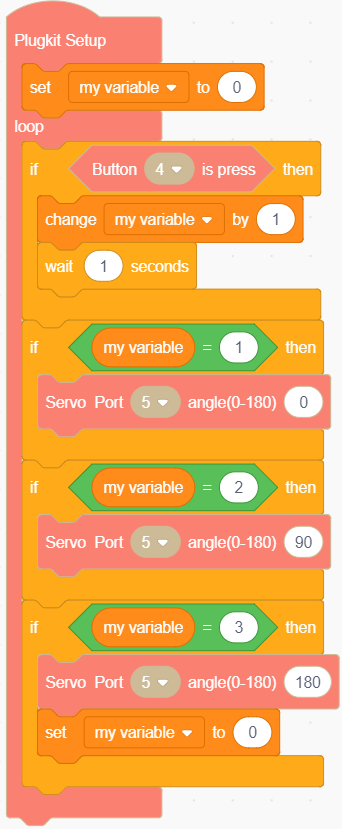 Plugkit Setup
set my variable to 0
loop
if Button 4 is press then
change my variable by 1
wait 1 seconds
if my variable = 1 then
Servo Port 5 angle(0-180) 0
if my variable = 2 then
Servo Port 5 angle(0-180) 90
if my variable = 3 then
Servo Port 5 angle(0-180) 180
set my variable to 0